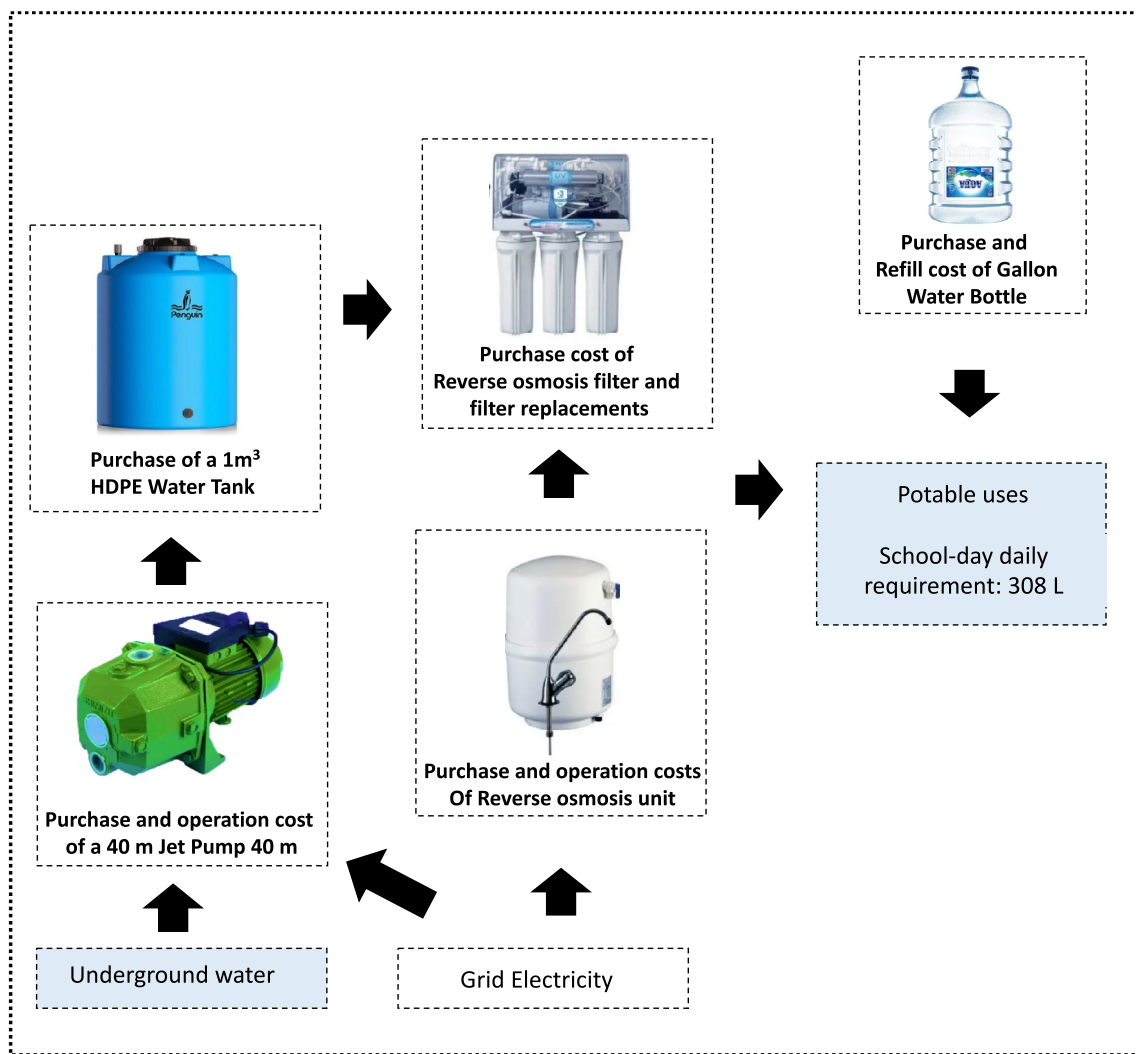 Purchase and
Refill cost of Gallon
Water Bottle
Purchase cost of
Reverse osmosis filter and
filter replacements
Penguin
Purchase of a 1m³
HDPE Water Tank
Potable uses
School-day daily
requirement: 308 L
Purchase and operation costs
Of Reverse osmosis unit
Purchase and operation cost
of a 40 m Jet Pump 40 m
Underground water
Grid Electricity